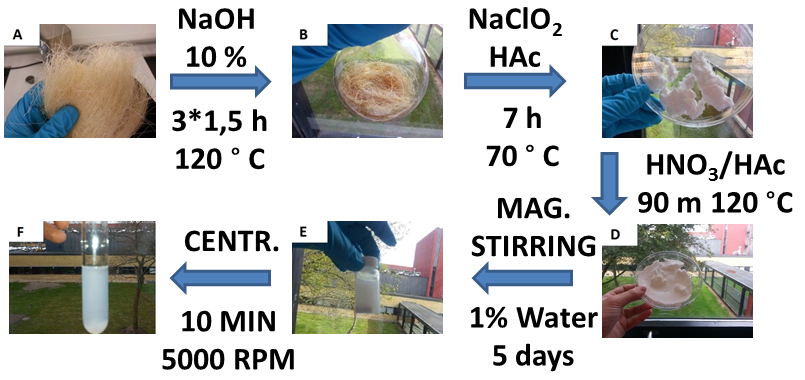 A
NaOH
10 %
3*1,5 h
120 ° C
B
NaClO₂
HAc
7 h
70 ° C
C
HNO₃/HAc
90 m 120 °C
D
MAG.
STIRRING
1% Water
5 days
E
CENTR.
10 MIN
5000 RPM
F